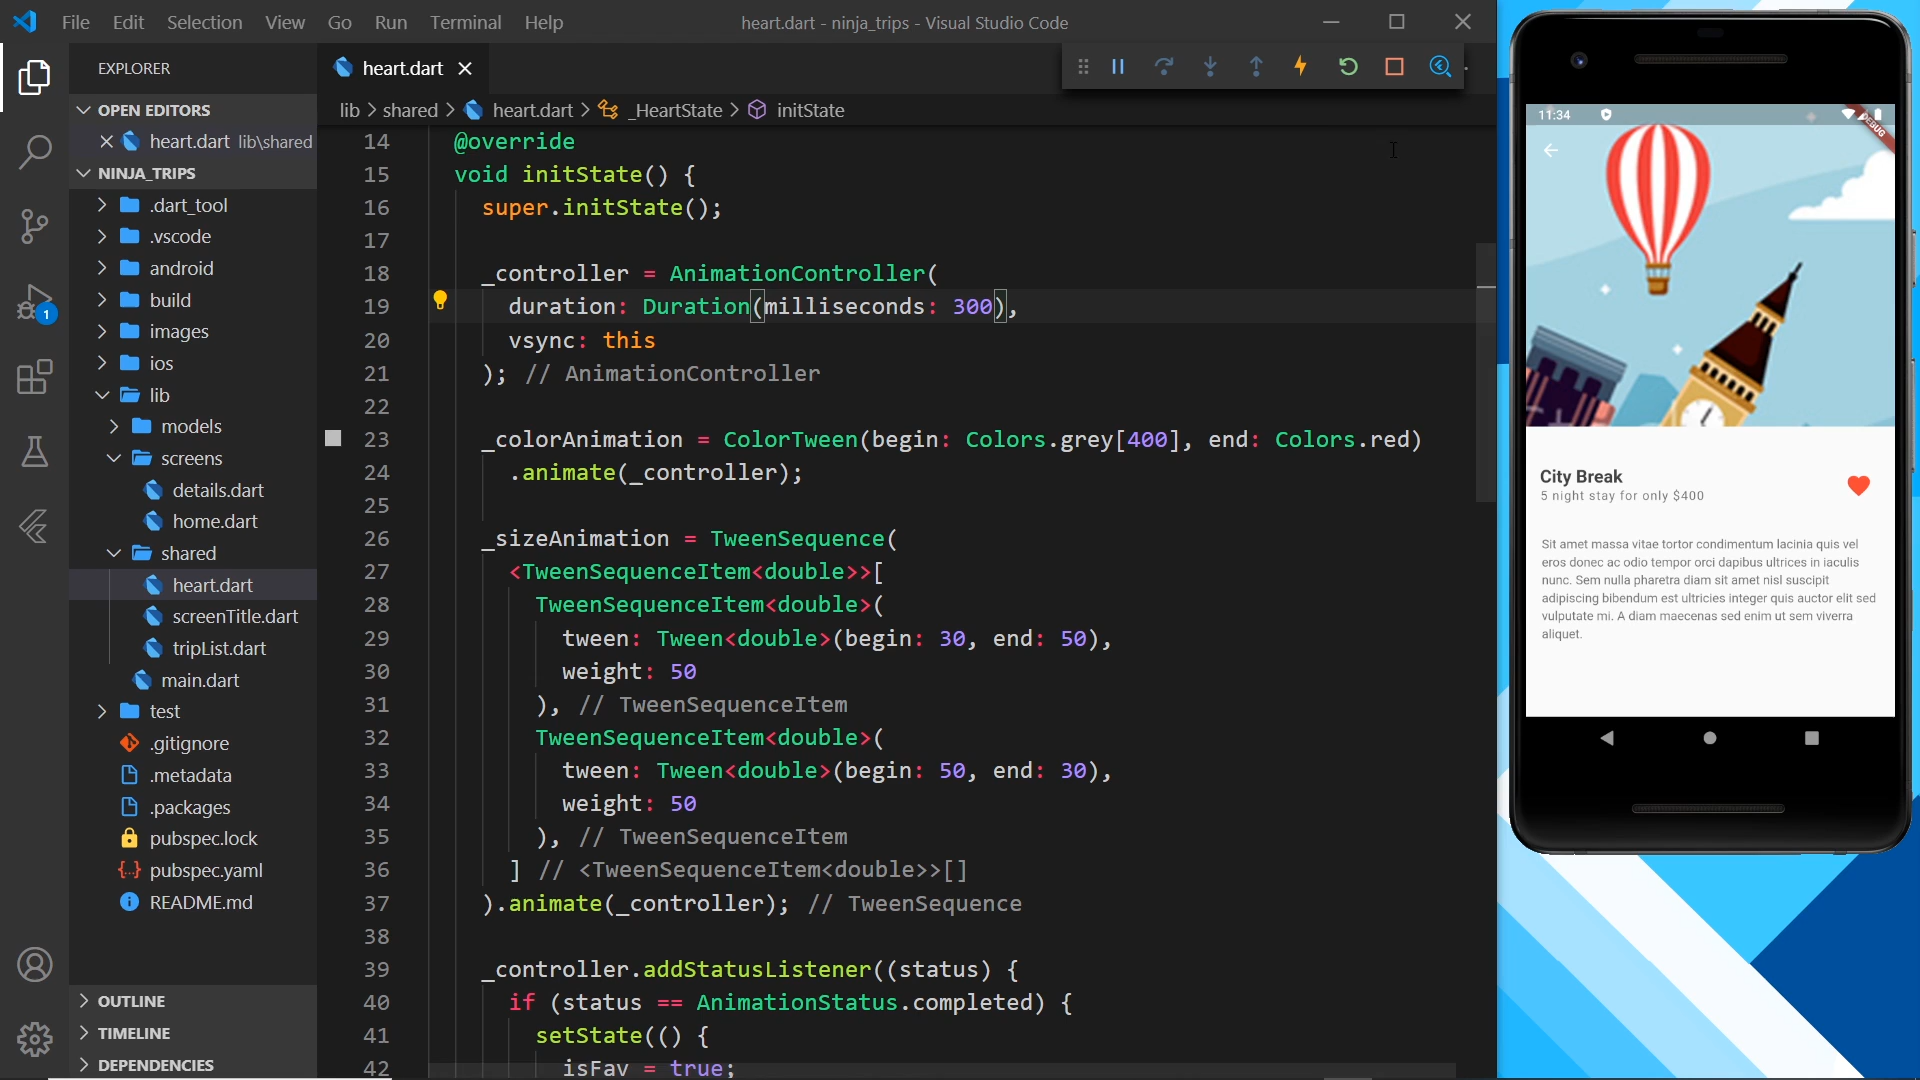 File Edit Selection View Go Run Terminal Help
heart.dart - ninja_trips - Visual Studio Code
EXPLORER
OPEN EDITORS
heart.dart lib\shared
NINJA_TRIPS
.dart_tool
.vscode
android
build
images
ios
lib
models
screens
details.dart
home.dart
shared
heart.dart
screenTitle.dart
tripList.dart
main.dart
test
.gitignore
.metadata
.packages
pubspec.lock
pubspec.yaml
README.md
OUTLINE
TIMELINE
DEPENDENCIES
1
heart.dart
lib > shared > heart.dart > _HeartState > initState
14 @override
15 void initState() {
16 super.initState();
17
18 _controller = AnimationController(
19 duration: Duration(milliseconds: 300),
20 vsync: this
21 ); // AnimationController
22
23 _colorAnimation = ColorTween(begin: Colors.grey[400], end: Colors.red)
24 .animate(_controller);
25
26 _sizeAnimation = TweenSequence(
27 <TweenSequenceItem<double>>[
28 TweenSequenceItem<double>(
29 tween: Tween<double>(begin: 30, end: 50),
30 weight: 50
31 ), // TweenSequenceItem
32 TweenSequenceItem<double>(
33 tween: Tween<double>(begin: 50, end: 30),
34 weight: 50
35 ), // TweenSequenceItem
36 ] // <TweenSequenceItem<double>>[]
37 ).animate(_controller); // TweenSequence
38
39 _controller.addStatusListener((status) {
40 if (status == AnimationStatus.completed) {
41 setState(() {
42 isFav = true;
11:34
DEBUG
City Break
5 night stay for only $400
Sit amet massa vitae tortor condimentum lacinia quis vel
eros donec ac odio tempor orci dapibus ultrices in iaculis
nunc. Sem nulla pharetra diam sit amet nisl suscipit
adipiscing bibendum est ultricies integer quis auctor elit sed
vulputate mi. A diam maecenas sed enim ut sem viverra
aliquet.